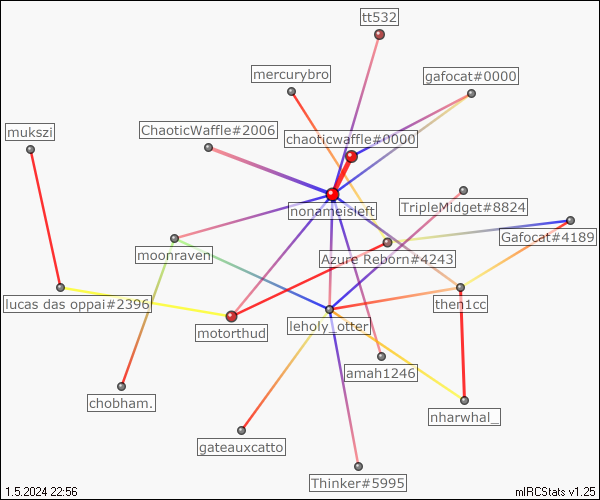 tt532
mercurybro
gafocat#0000
mukszi
ChaoticWaffle#2006
chaoticwaffle#0000
nonameisleft
TripleMidget#8824
Gafocat#4189
moonraven
Azure Reborn#4243
lucas das oppai#2396
then1cc
motorthud
leholy_otter
amah1246
chobham.
nharwhal_
gateauxcatto
Thinker#5995
1.5.2024 22:56
mIRCStats v1.25